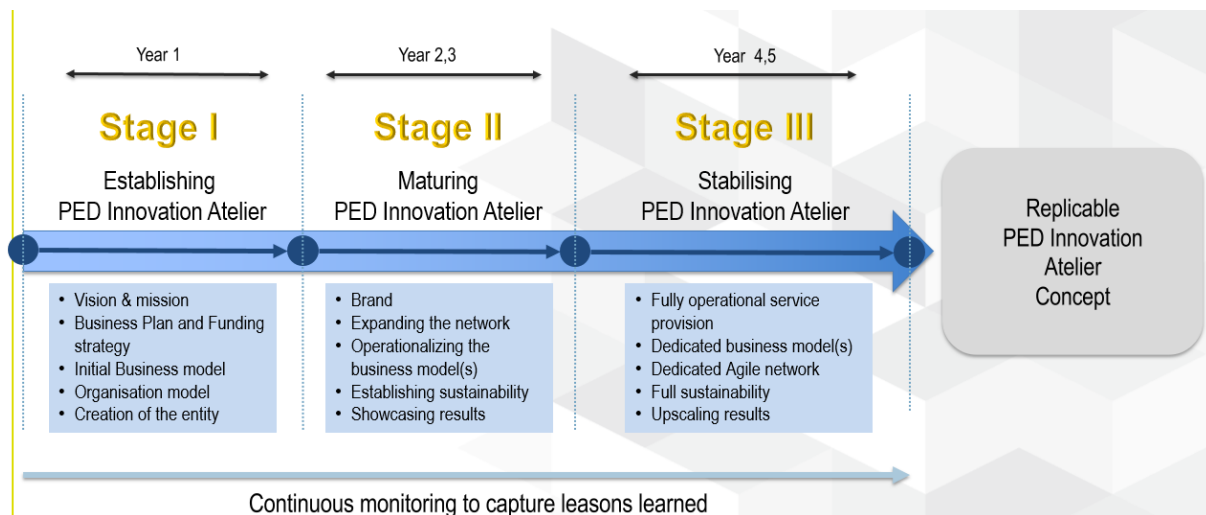 Year 1
Year 2,3
Year 4,5
Stage I
Stage II
Stage III
Establishing
PED Innovation Atelier
Maturing
PED Innovation Atelier
Stabilising
PED Innovation Atelier
Replicable
PED Innovation
Atelier
Concept
• Vision & mission
• Business Plan and Funding
strategy
• Initial Business model
• Organisation model
• Creation of the entity
• Brand
• Expanding the network
• Operationalizing the
business model(s)
• Establishing sustainability
• Showcasing results
• Fully operational service
provision
• Dedicated business model(s)
• Dedicated Agile network
• Full sustainability
• Upscaling results
Continuous monitoring to capture leasons learned